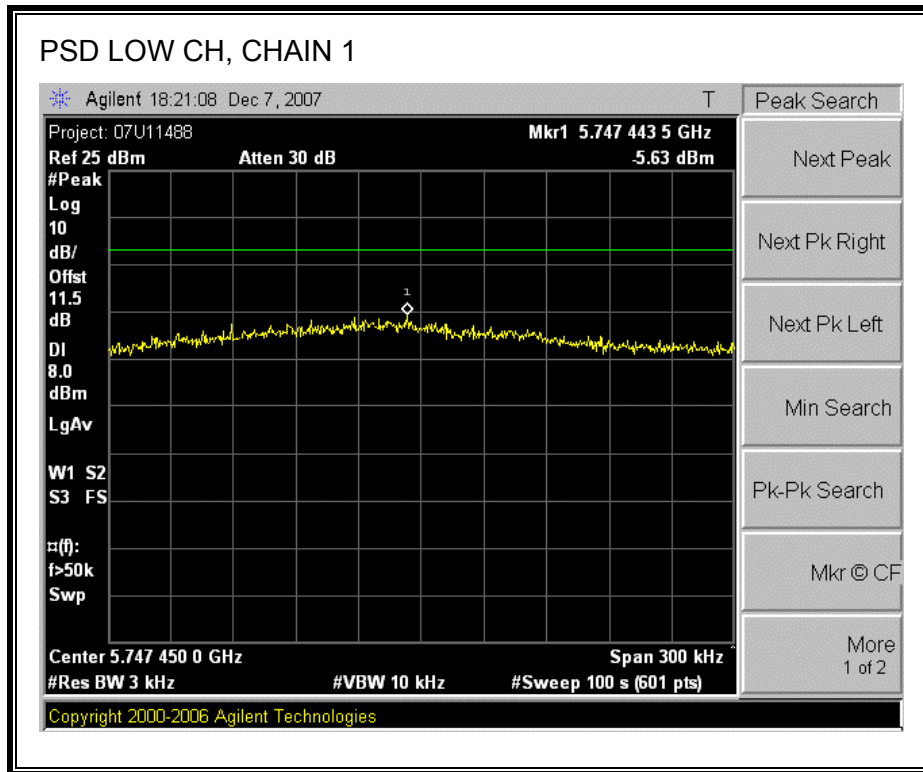 PSD LOW CH, CHAIN 1
Agilent 18:21:08 Dec 7, 2007 T
Peak Search
Project: 07U11488 Mkr1 5.747 443 5 GHz
Ref 25 dBm Atten 30 dB -5.63 dBm
#Peak
Log
10
dB/
Offst
11.5
dB
DI
8.0
dBm
LgAv
W1 S2
S3 FS
¤(f):
f>50k
Swp
1
Center 5.747 450 0 GHz Span 300 kHz ^
#Res BW 3 kHz #VBW 10 kHz #Sweep 100 s (601 pts)
Next Peak
Next Pk Right
Next Pk Left
Min Search
Pk-Pk Search
Mkr © CF
More
1 of 2
Copyright 2000-2006 Agilent Technologies